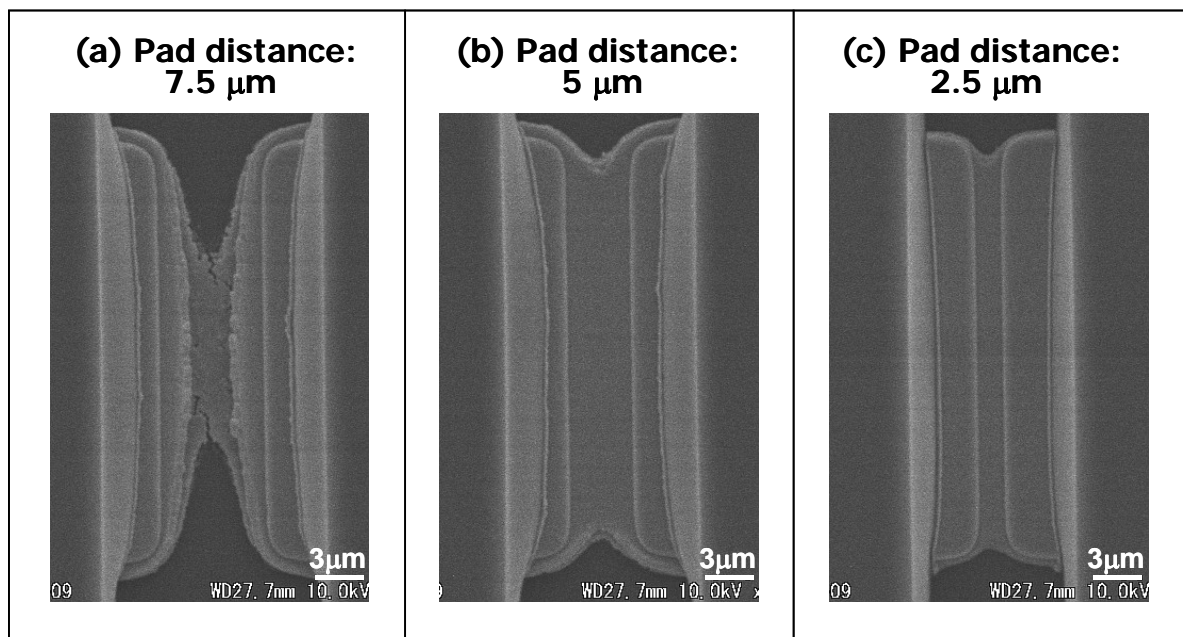 (a) Pad distance:
7.5 μm
(b) Pad distance:
5 μm
(c) Pad distance:
2.5 μm
3μm
09 WD27.7mm 10.0kV
3μm
9 WD27.7mm 10.0kV x
3μm
09 WD27.7mm 10.0kV